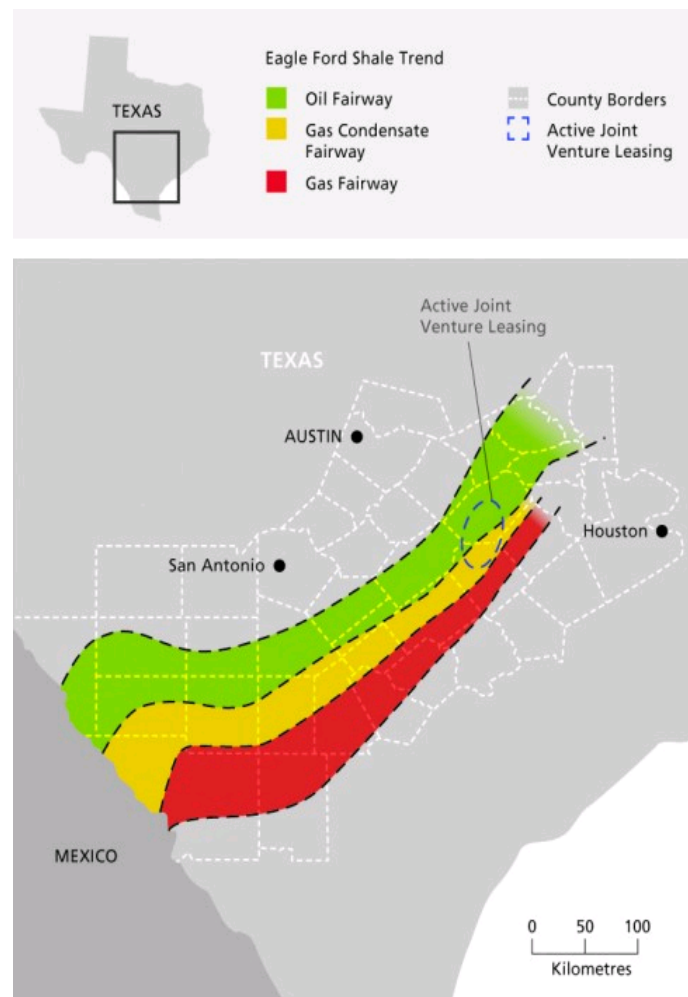 TEXAS
Eagle Ford Shale Trend
Oil Fairway
Gas Condensate
Fairway
Gas Fairway
County Borders
Active Joint
Venture Leasing
Active Joint
Venture Leasing
TEXAS
AUSTIN
San Antonio
Houston
MEXICO
0 50 100
Kilometres